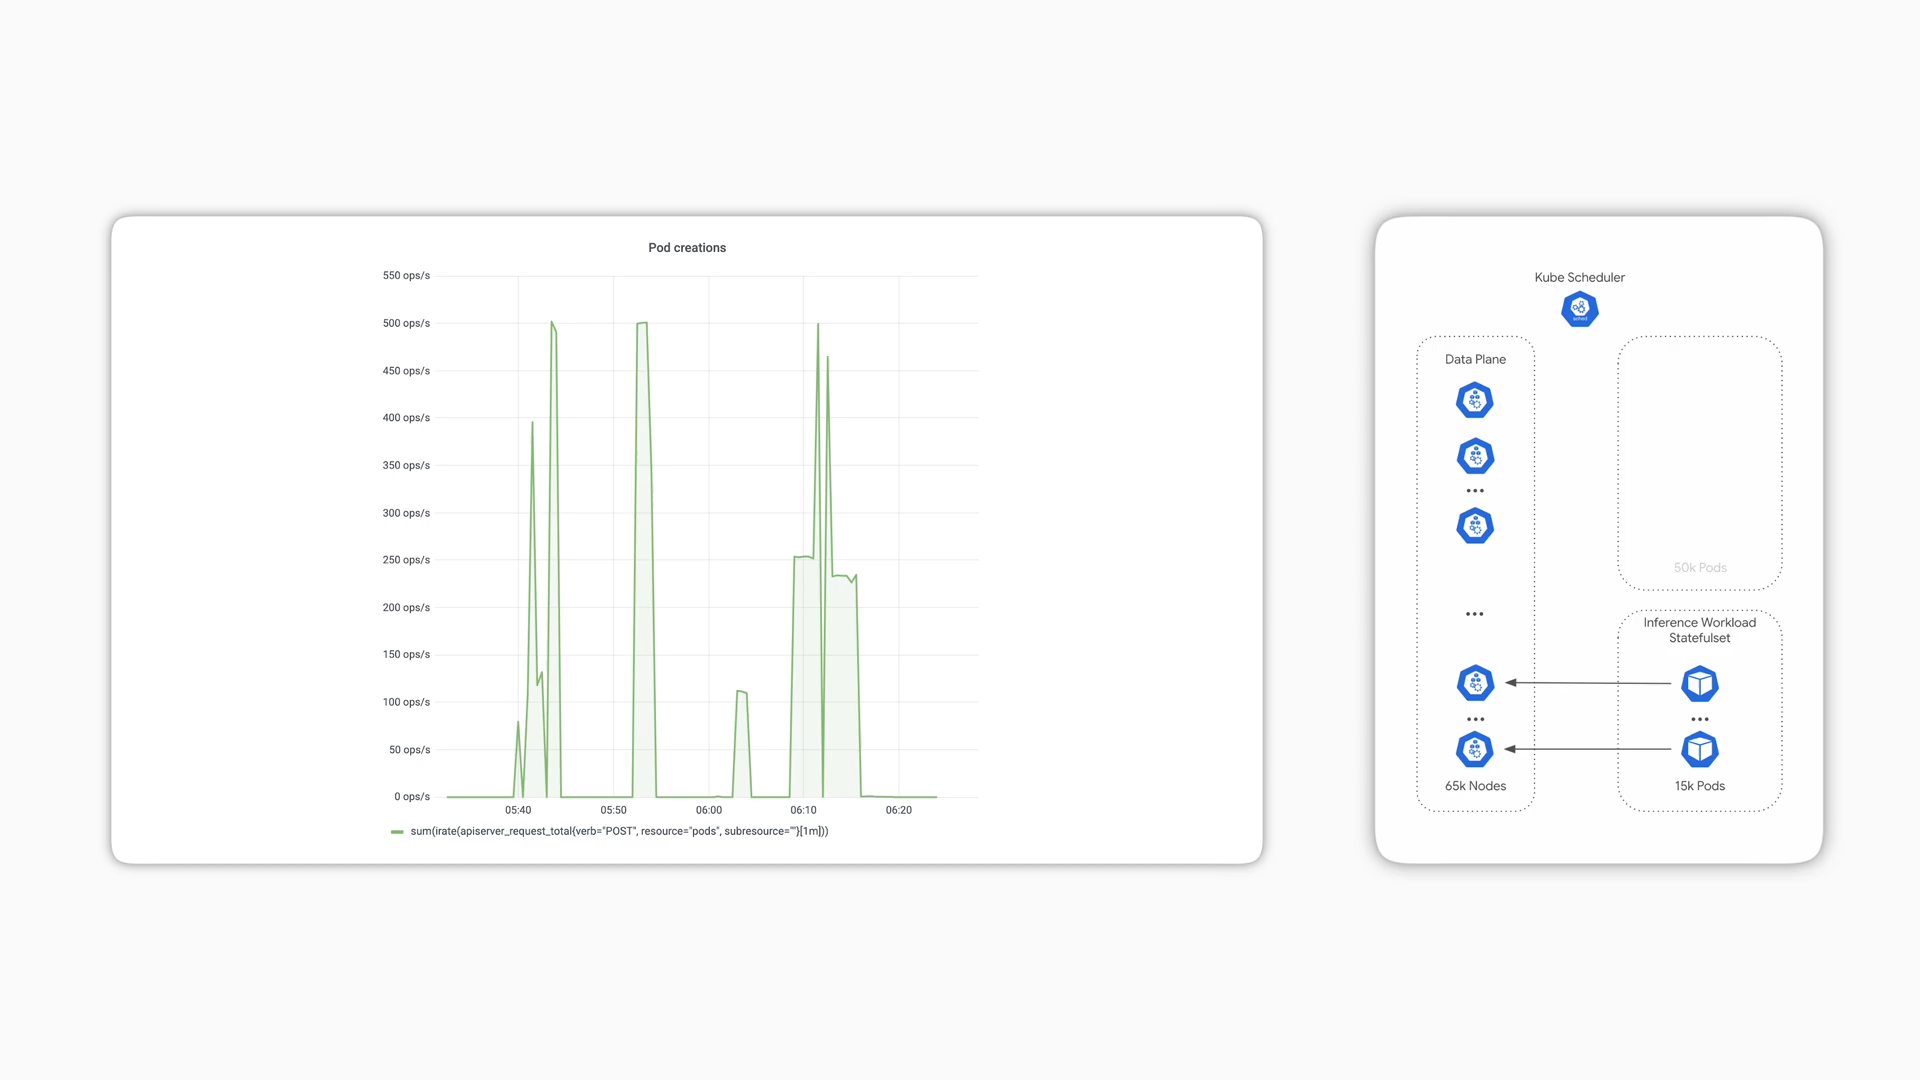 Pod creations
550 ops/s
500 ops/s
450 ops/s
400 ops/s
350 ops/s
300 ops/s
250 ops/s
200 ops/s
150 ops/s
100 ops/s
50 ops/s
0 ops/s
05:40
05:50
06:00
06:10
06:20
sum(irate(apiserver_request_total{verb="POST", resource="pods", subresource=""}[1m]))
Kube Scheduler
sched
Data Plane
50k Pods
Inference Workload
Statefulset
65k Nodes
15k Pods